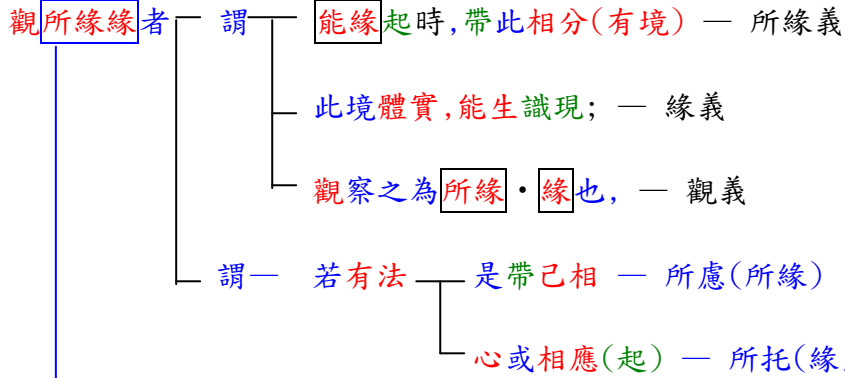 觀所緣緣者 — 謂 — 能緣起時,帶此相分(有境) — 所緣義
此境體實,能生識現; — 緣義
觀察之為所緣・緣也, — 觀義
謂— 若有法 — 是帶己相 — 所慮(所緣)
心或相應(起) — 所托(緣